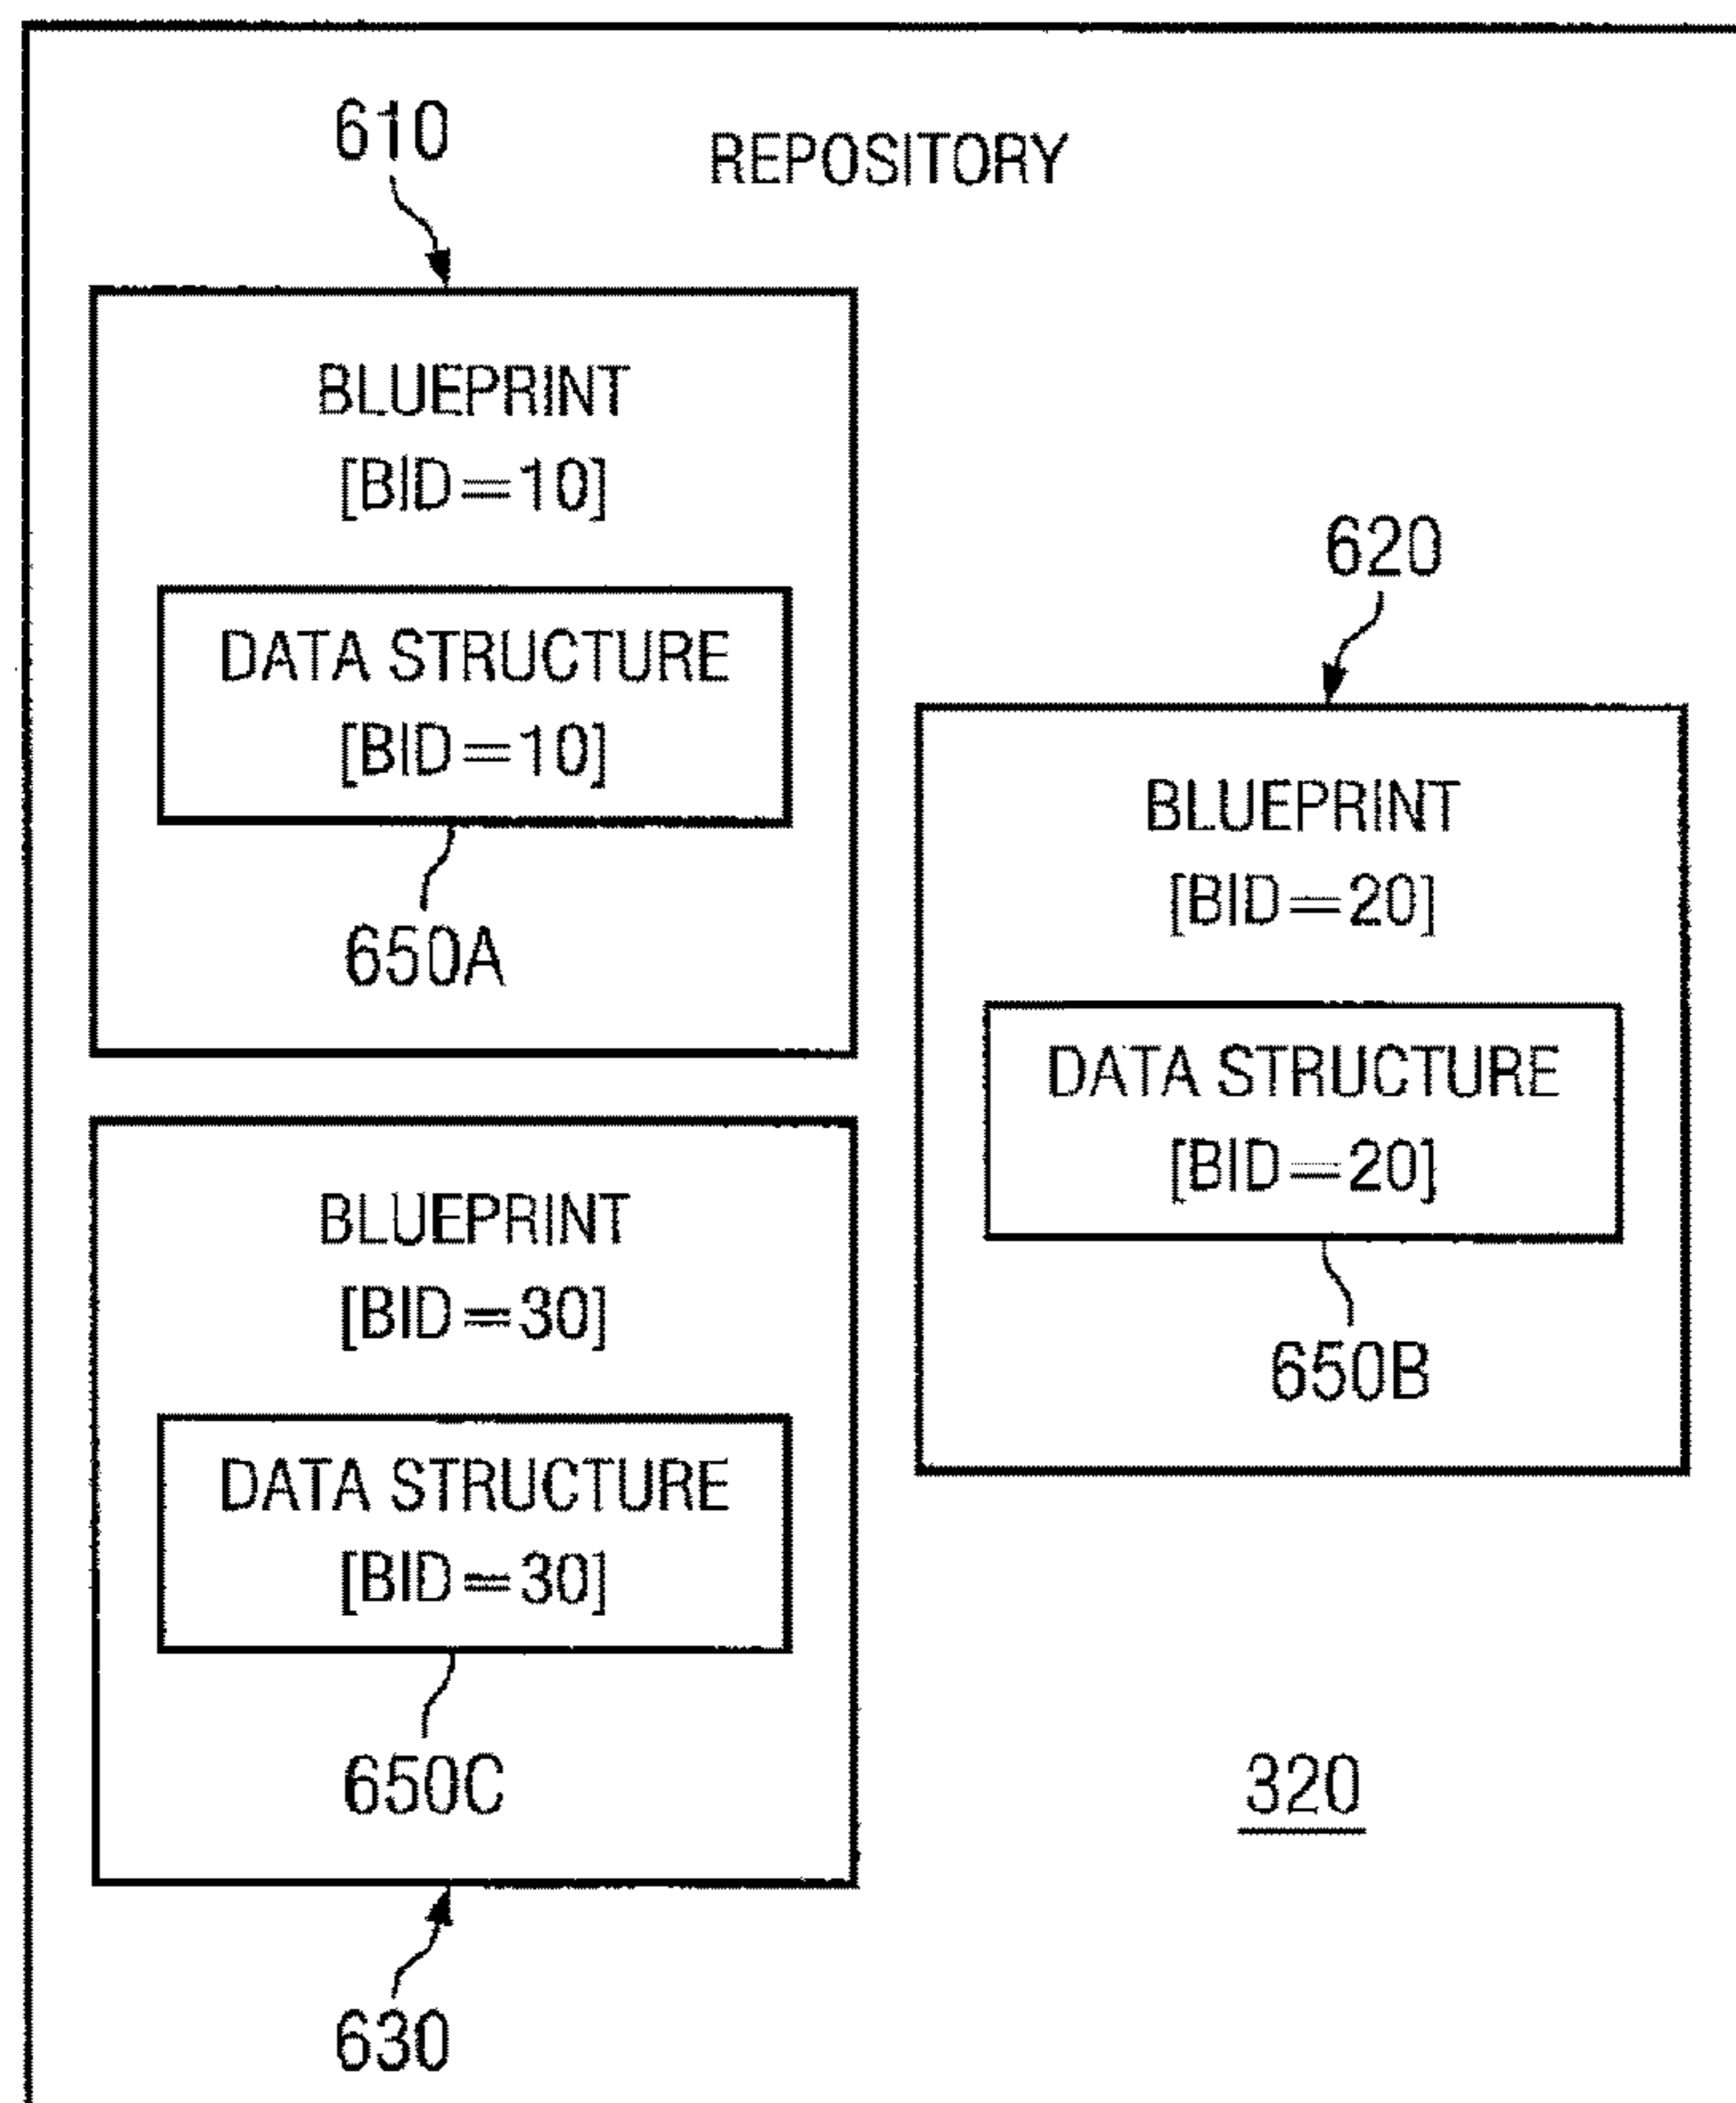 REPOSITORY
610
BLUEPRINT
[BID=10]
DATA STRUCTURE
[BID=10]
650A
620
BLUEPRINT
[BID=20]
DATA STRUCTURE
[BID=20]
650B
BLUEPRINT
[BID=30]
DATA STRUCTURE
[BID=30]
650C
630
320